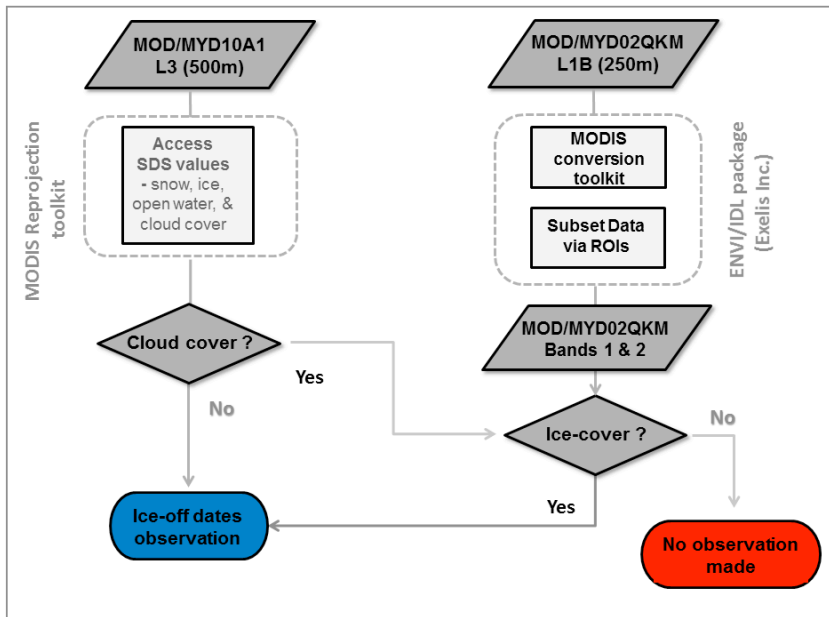 MOD/MYD10A1
L3 (500m)
MOD/MYD02QKM
L1B (250m)
MODIS Reprojection
toolkit
Access
SDS values
- snow, ice,
open water, &
cloud cover
MODIS
conversion
toolkit
Subset Data
via ROIs
ENVI/IDL package
(Exelis Inc.)
MOD/MYD02QKM
Bands 1 & 2
Cloud cover ?
Yes
No
Ice-cover ?
No
Yes
Ice-off dates
observation
No observation
made